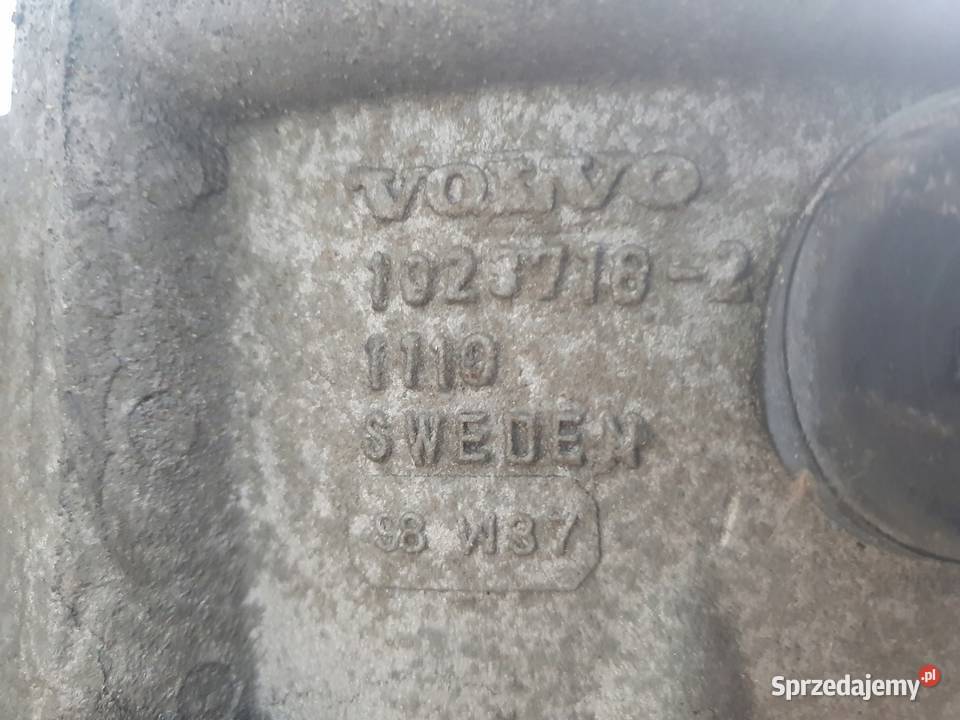 VOLVO
1023718-2
1119
SWEDEN
98 W37
Sprzedajemy.pl